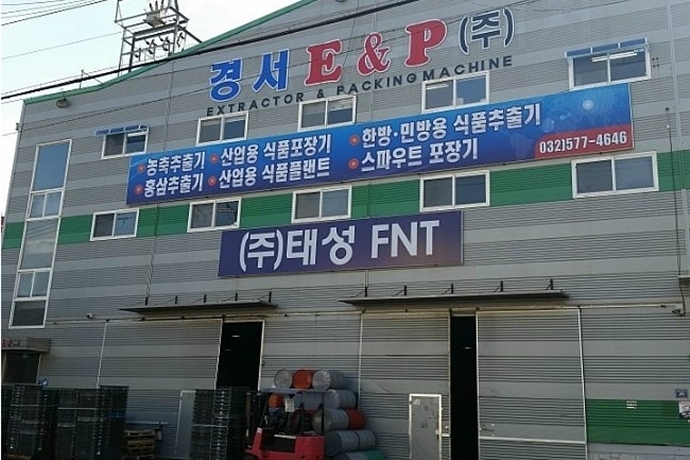 경서 E&P (주)
EXTRACTOR & PACKING MACHINE
농축추출기 산업용 식품포장기 한방·민방용 식품추출기
홍삼추출기 산업용 식품플랜트 스파우트 포장기
032)577-4646
(주)태성 FNT